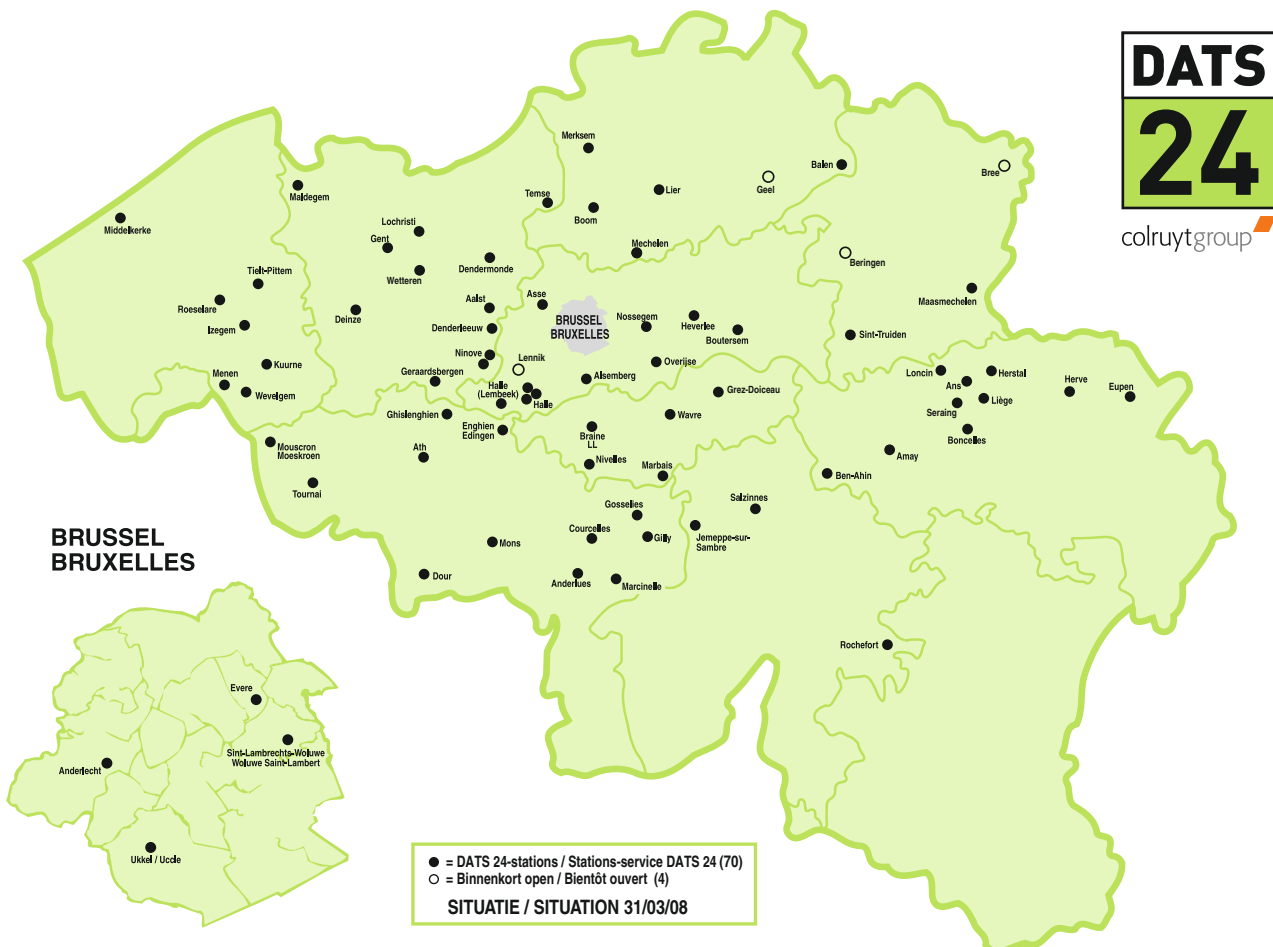 DATS
24
colruytgroup
Merksem
Balen
Bree
Geel
Maldegem
Temse
Lier
Middelkerke
Boom
Lochristi
Gent
Mechelen
Wetteren
Dendermonde
Beringen
Tielt-Pittem
Maasmechelen
Roeselare
Aalst
Asse
Izegem
Deinze
BRUSSEL
BRUXELLES
Nossegem
Heverlee
Boutersem
Denderleeuw
Sint-Truiden
Ninove
Lennik
Overijse
Kuurne
Geraardsbergen
Alsemberg
Menen
Wevelgem
Halle
(Lembeek)
Halle
Grez-Doiceau
Loncin
Ans
Herstal
Herve
Eupen
Seraing
Liège
Boncelles
Ghislenghien
Enghien
Edingen
Braine
LL
Wavre
Mouscron
Moeskroen
Ath
Nivelles
Marbais
Amay
Ben-Ahin
Tournai
Salzinnes
Gosselies
Courcelles
Gilly
Jemeppe-sur-
Sambre
Mons
Dour
Anderlues
Marcinelle
Rochefort
BRUSSEL
BRUXELLES
Evere
Sint-Lambrechts-Woluwe
Woluwe Saint-Lambert
Anderlecht
Ukkel / Uccle
= DATS 24-stations / Stations-service DATS 24 (70)
= Binnenkort open / Bientôt ouvert (4)
SITUATIE / SITUATION 31/03/08